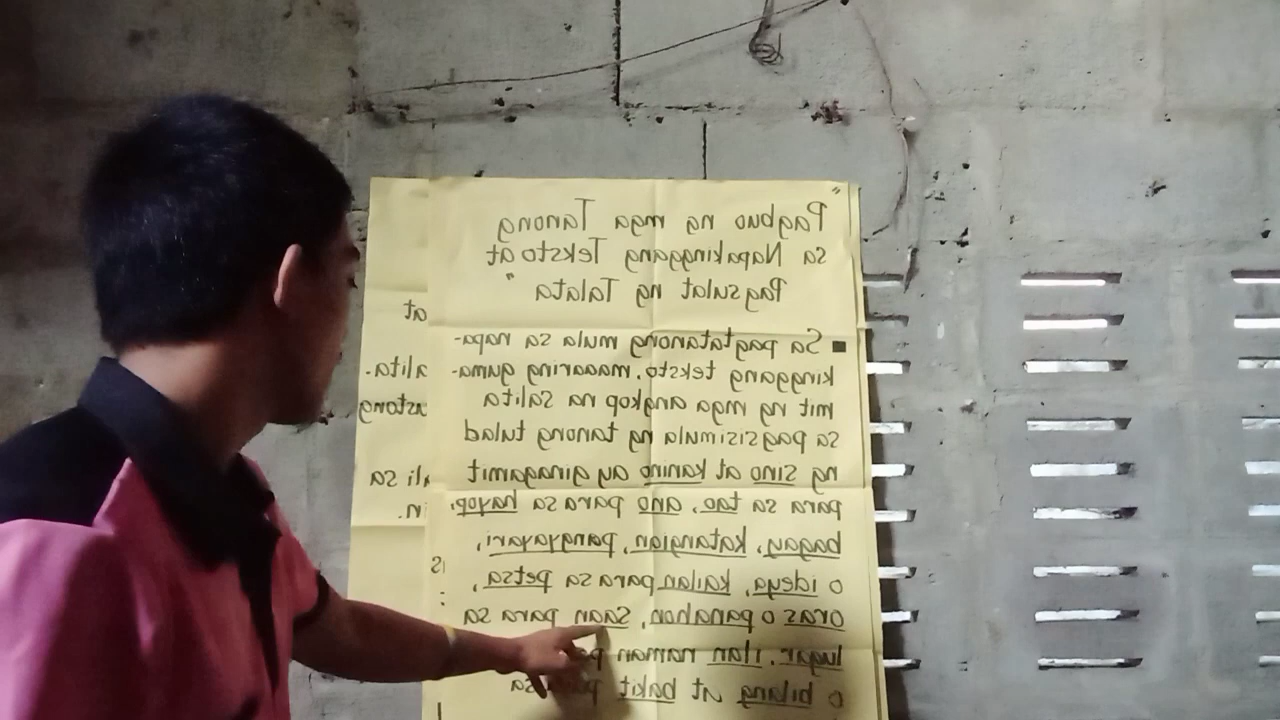 "Pagbuo ng mga Tanong
sa Napakinggang Teksto at
Pagsulat ng Talata"
■ Sa pagtatanong mula sa napa-
kinggang teksto, maaaring guma-
mit ng mga angkop na salita
sa pagsisimula ng tanong tulad
ng sino at kanino ay ginagamit
para sa tao, ano para sa hayop,
bagay, katangian, pangyayari,
o ideya, kailan para sa petsa,
oras o panahon, saan para sa
lugar, ilan naman
o bilang at bakit sa
at